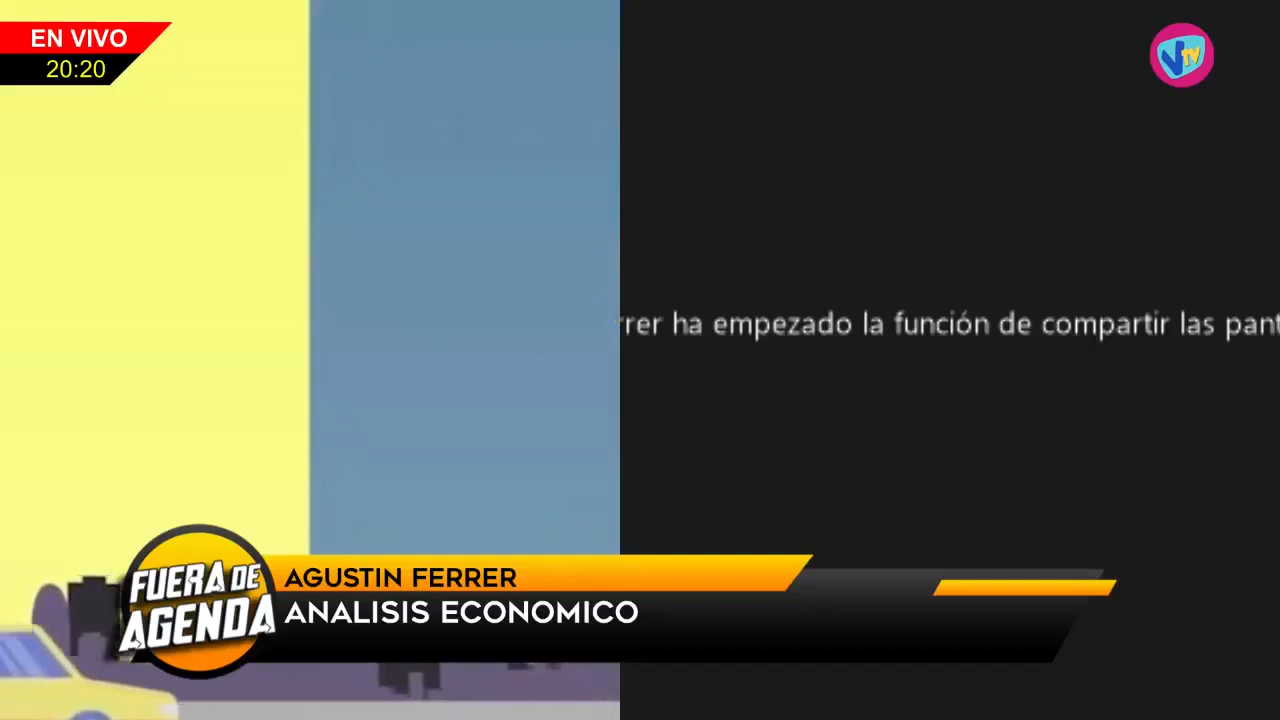 EN VIVO
20:20
VTV
rrer ha empezado la función de compartir las pant
FUERA DE
AGENDA
AGUSTIN FERRER
ANALISIS ECONOMICO